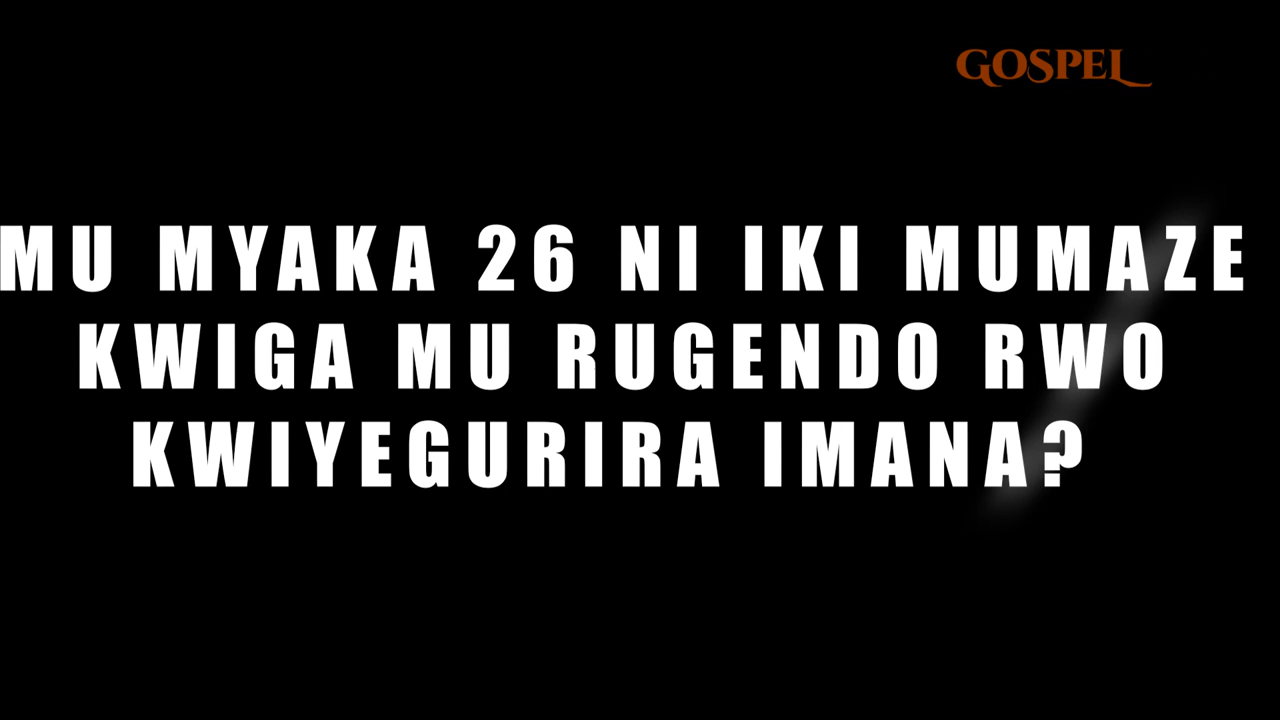 GOSPEL
MU MYAKA 26 NI IKI MUMAZE
KWIGA MU RUGENDO RWO
KWIYEGURIRA IMANA?